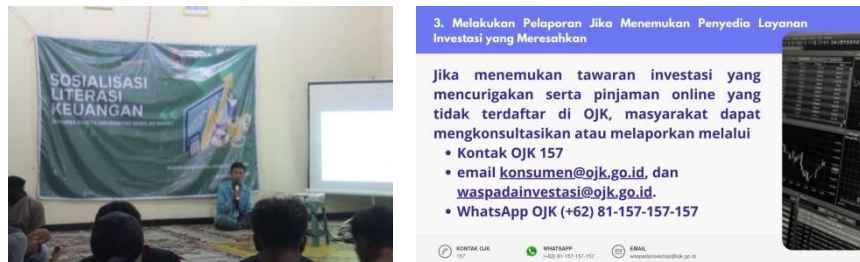 SOSIALISASI
LITERASI
KEUANGAN
3. Melakukan Pelaporan Jika Menemukan Penyedia Layanan
Investasi yang Meresahkan
Jika menemukan tawaran investasi yang
mencurigakan serta pinjaman online yang
tidak terdaftar di OJK, masyarakat dapat
mengkonsultasikan atau melaporkan melalui
• Kontak OJK 157
• email konsumen@ojk.go.id, dan
waspadainvestasi@ojk.go.id.
• WhatsApp OJK (+62) 81-157-157-157
KONTAK OJK
157
WHATSAPP
(+62) 81-157-157-157
EMAIL
waspadainvestasi@ojk.go.id